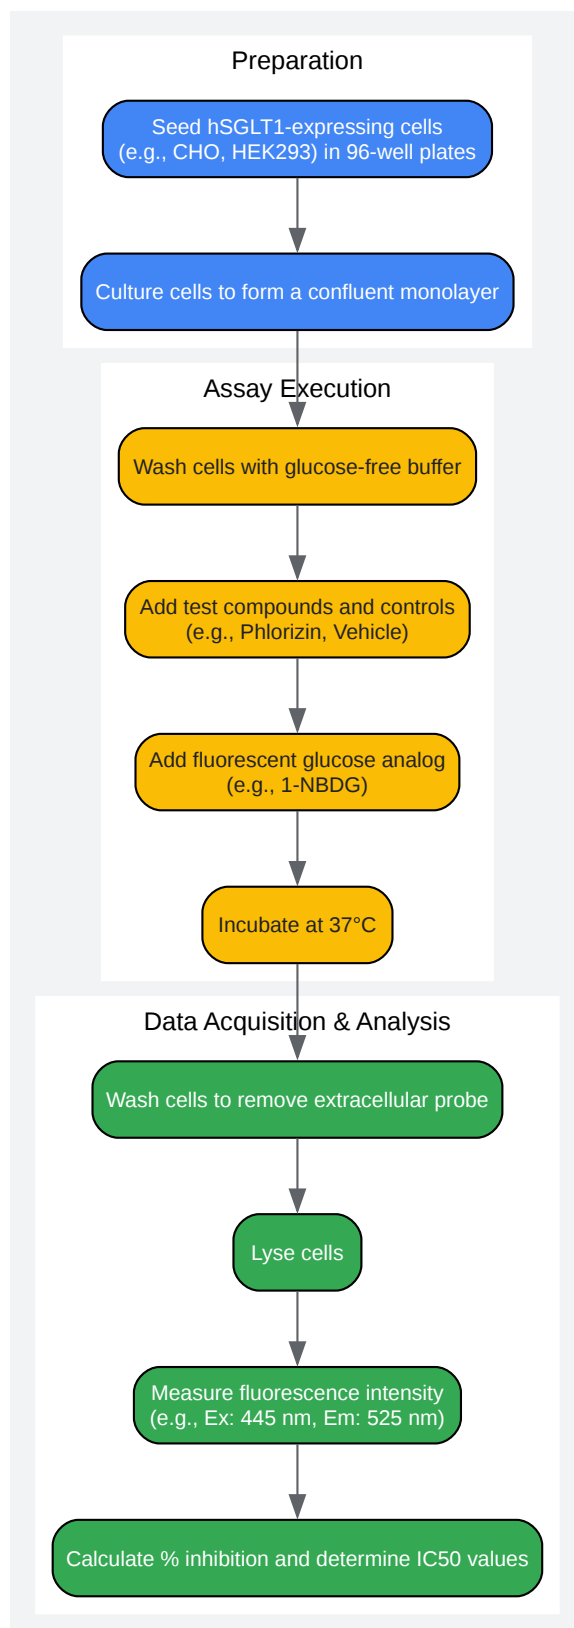 Preparation
Seed hSGLT1-expressing cells
(e.g., CHO, HEK293) in 96-well plates
Culture cells to form a confluent monolayer
Assay Execution
Wash cells with glucose-free buffer
Add test compounds and controls
(e.g., Phlorizin, Vehicle)
Add fluorescent glucose analog
(e.g., 1-NBDG)
Incubate at 37°C
Data Acquisition & Analysis
Wash cells to remove extracellular probe
Lyse cells
Measure fluorescence intensity
(e.g., Ex: 445 nm, Em: 525 nm)
Calculate % inhibition and determine IC50 values